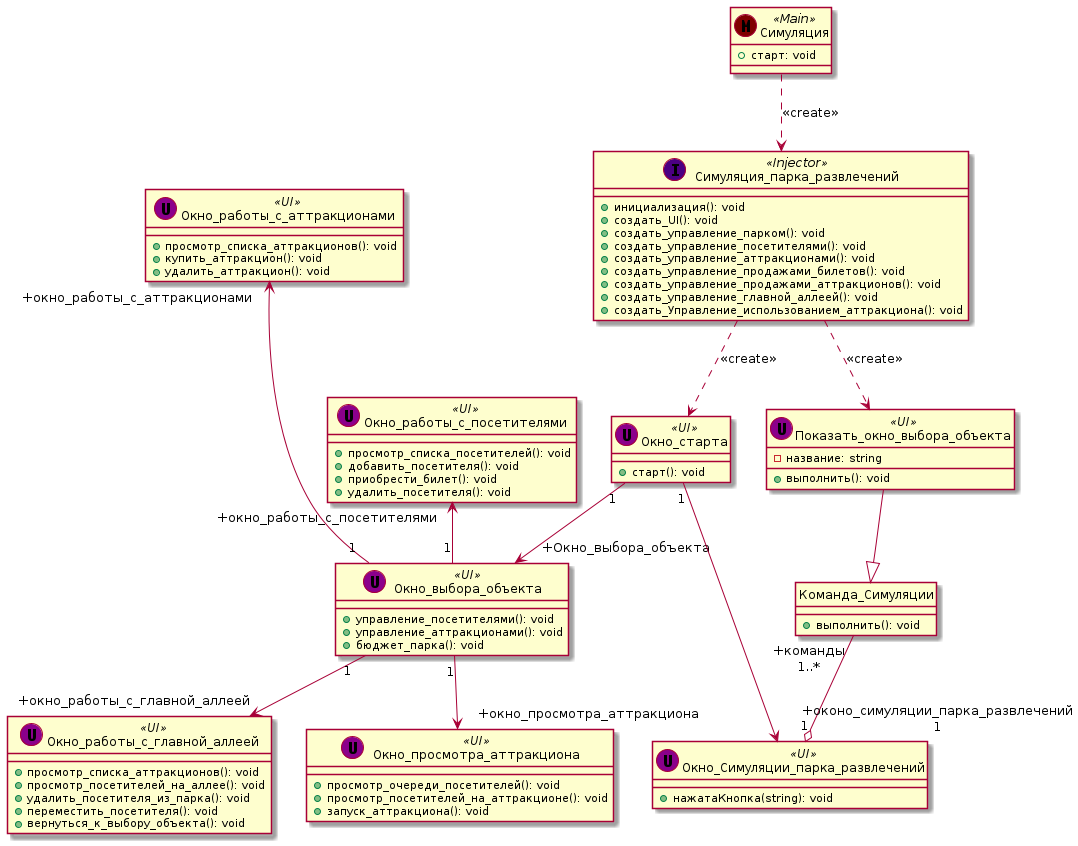 «Main»
Симуляция
старт: void
«create»
«Injector»
Симуляция_парка_развлечений
инициализация(): void
создать_UI(): void
создать_управление_парком(): void
создать_управление_посетителями(): void
создать_управление_аттракционами(): void
создать_управление_продажами_билетов(): void
создать_управление_продажами_аттракционов(): void
создать_управление_главной_аллеей(): void
создать_Управление_использованием_аттракциона(): void
«UI»
Окно_работы_с_аттракционами
просмотр_списка_аттракционов(): void
купить_аттракцион(): void
удалить_аттракцион(): void
+окно_работы_с_аттракционами
«create»
«create»
«UI»
Окно_работы_с_посетителями
просмотр_списка_посетителей(): void
добавить_посетителя(): void
приобрести_билет(): void
удалить_посетителя(): void
«UI»
Окно_старта
старт(): void
«UI»
Показать_окно_выбора_объекта
название: string
выполнить(): void
+окно_работы_с_посетителями
1
1
1
1
+Окно_выбора_объекта
«UI»
Окно_выбора_объекта
управление_посетителями(): void
управление_аттракционами(): void
бюджет_парка(): void
Команда_Симуляции
выполнить(): void
+команды
1..*
1
1
+окно_работы_с_главной_аллеей
+окно_просмотра_аттракциона
+оконо_симуляции_парка_развлечений
1
1
«UI»
Окно_работы_с_главной_аллеей
просмотр_списка_аттракционов(): void
просмотр_посетителей_на_аллее(): void
удалить_посетителя_из_парка(): void
переместить_посетителя(): void
вернуться_к_выбору_объекта(): void
«UI»
Окно_просмотра_аттракциона
просмотр_очереди_посетителей(): void
просмотр_посетителей_на_аттракционе(): void
запуск_аттракциона(): void
«UI»
Окно_Симуляции_парка_развлечений
нажатаКнопка(string): void